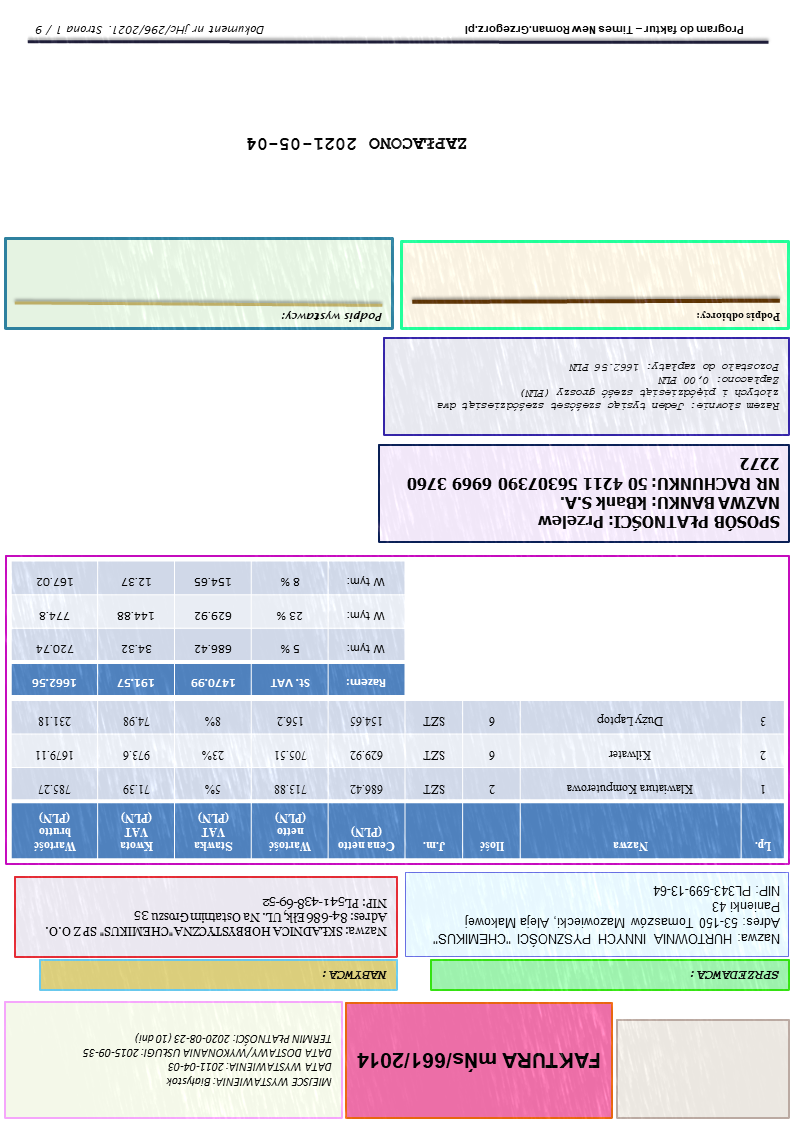 FAKTURA mŃs/661/2014
MIEJSCE WYSTAWIENIA: Białystok
DATA WYSTAWIENIA: 2011-04-03
DATA DOSTAWY/WYKONANIA USŁUGI: 2015-09-35
TERMIN PŁATNOŚCI: 2020-08-23 (10 dni)
SPRZEDAWCA :
NABYWCA :
Nazwa: HURTOWNIA INNYCH PYSZNOŚCI "CHEMIKUS"
Adres: 53-150 Tomaszów Mazowiecki, Aleja Makowej
Panienki 43
NIP: PL343-599-13-64
Nazwa: SKŁADNICA HOBBYSTYCZNA "CHEMIKUS" SP Z O.O.
Adres: 84-686 Ełk, UL. Na Ostatnim Groszu 35
NIP: PL541-438-69-52
Lp. Nazwa Ilość J.m. Cena netto (PLN) Wartość netto (PLN) Stawka VAT (PLN) Kwota VAT (PLN) Wartość brutto (PLN)
1 Klawiatura Komputerowa 2 SZT 686.42 713.88 5% 71.39 785.27
2 Kilwater 6 SZT 629.92 705.51 23% 973.6 1679.11
3 Duży Laptop 6 SZT 154.65 156.2 8% 74.98 231.18
Razem: St. VAT 1470.99 191.57 1662.56
W tym: 5 % 686.42 34.32 720.74
W tym: 23 % 629.92 144.88 774.8
W tym: 8 % 154.65 12.37 167.02
SPOSÓB PŁATNOŚCI: Przelew
NAZWA BANKU: kBank S.A.
NR RACHUNKU: 50 4211 56307390 6969 3760
2272
Razem słownie: Jeden tysiąc sześćset sześćdziesiąt dwa
złotych i pięćdziesiąt sześć groszy (PLN)
Zapłacono: 0,00 PLN
Pozostało do zapłaty: 1662.56 PLN
Podpis odbiorcy:
Podpis wystawcy:
ZAPŁACONO 2021-05-04
Program do faktur – Times New Roman.Grzegorz.pl
Dokument nr jHc/296/2021. Strona 1 / 9